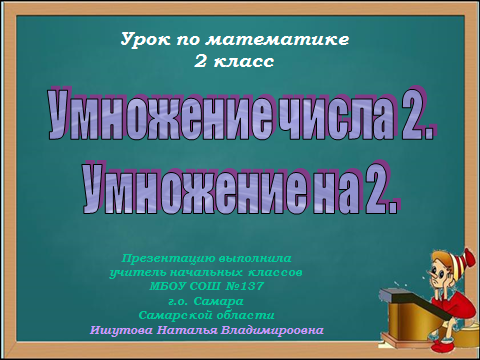 Урок по математике
2 класс
Умножение числа 2.
Умножение на 2.
Презентацию выполнила
учитель начальных классов
МБОУ СОШ №137
г.о. Самара
Самарской области
Ишутова Наталья Владимироовна